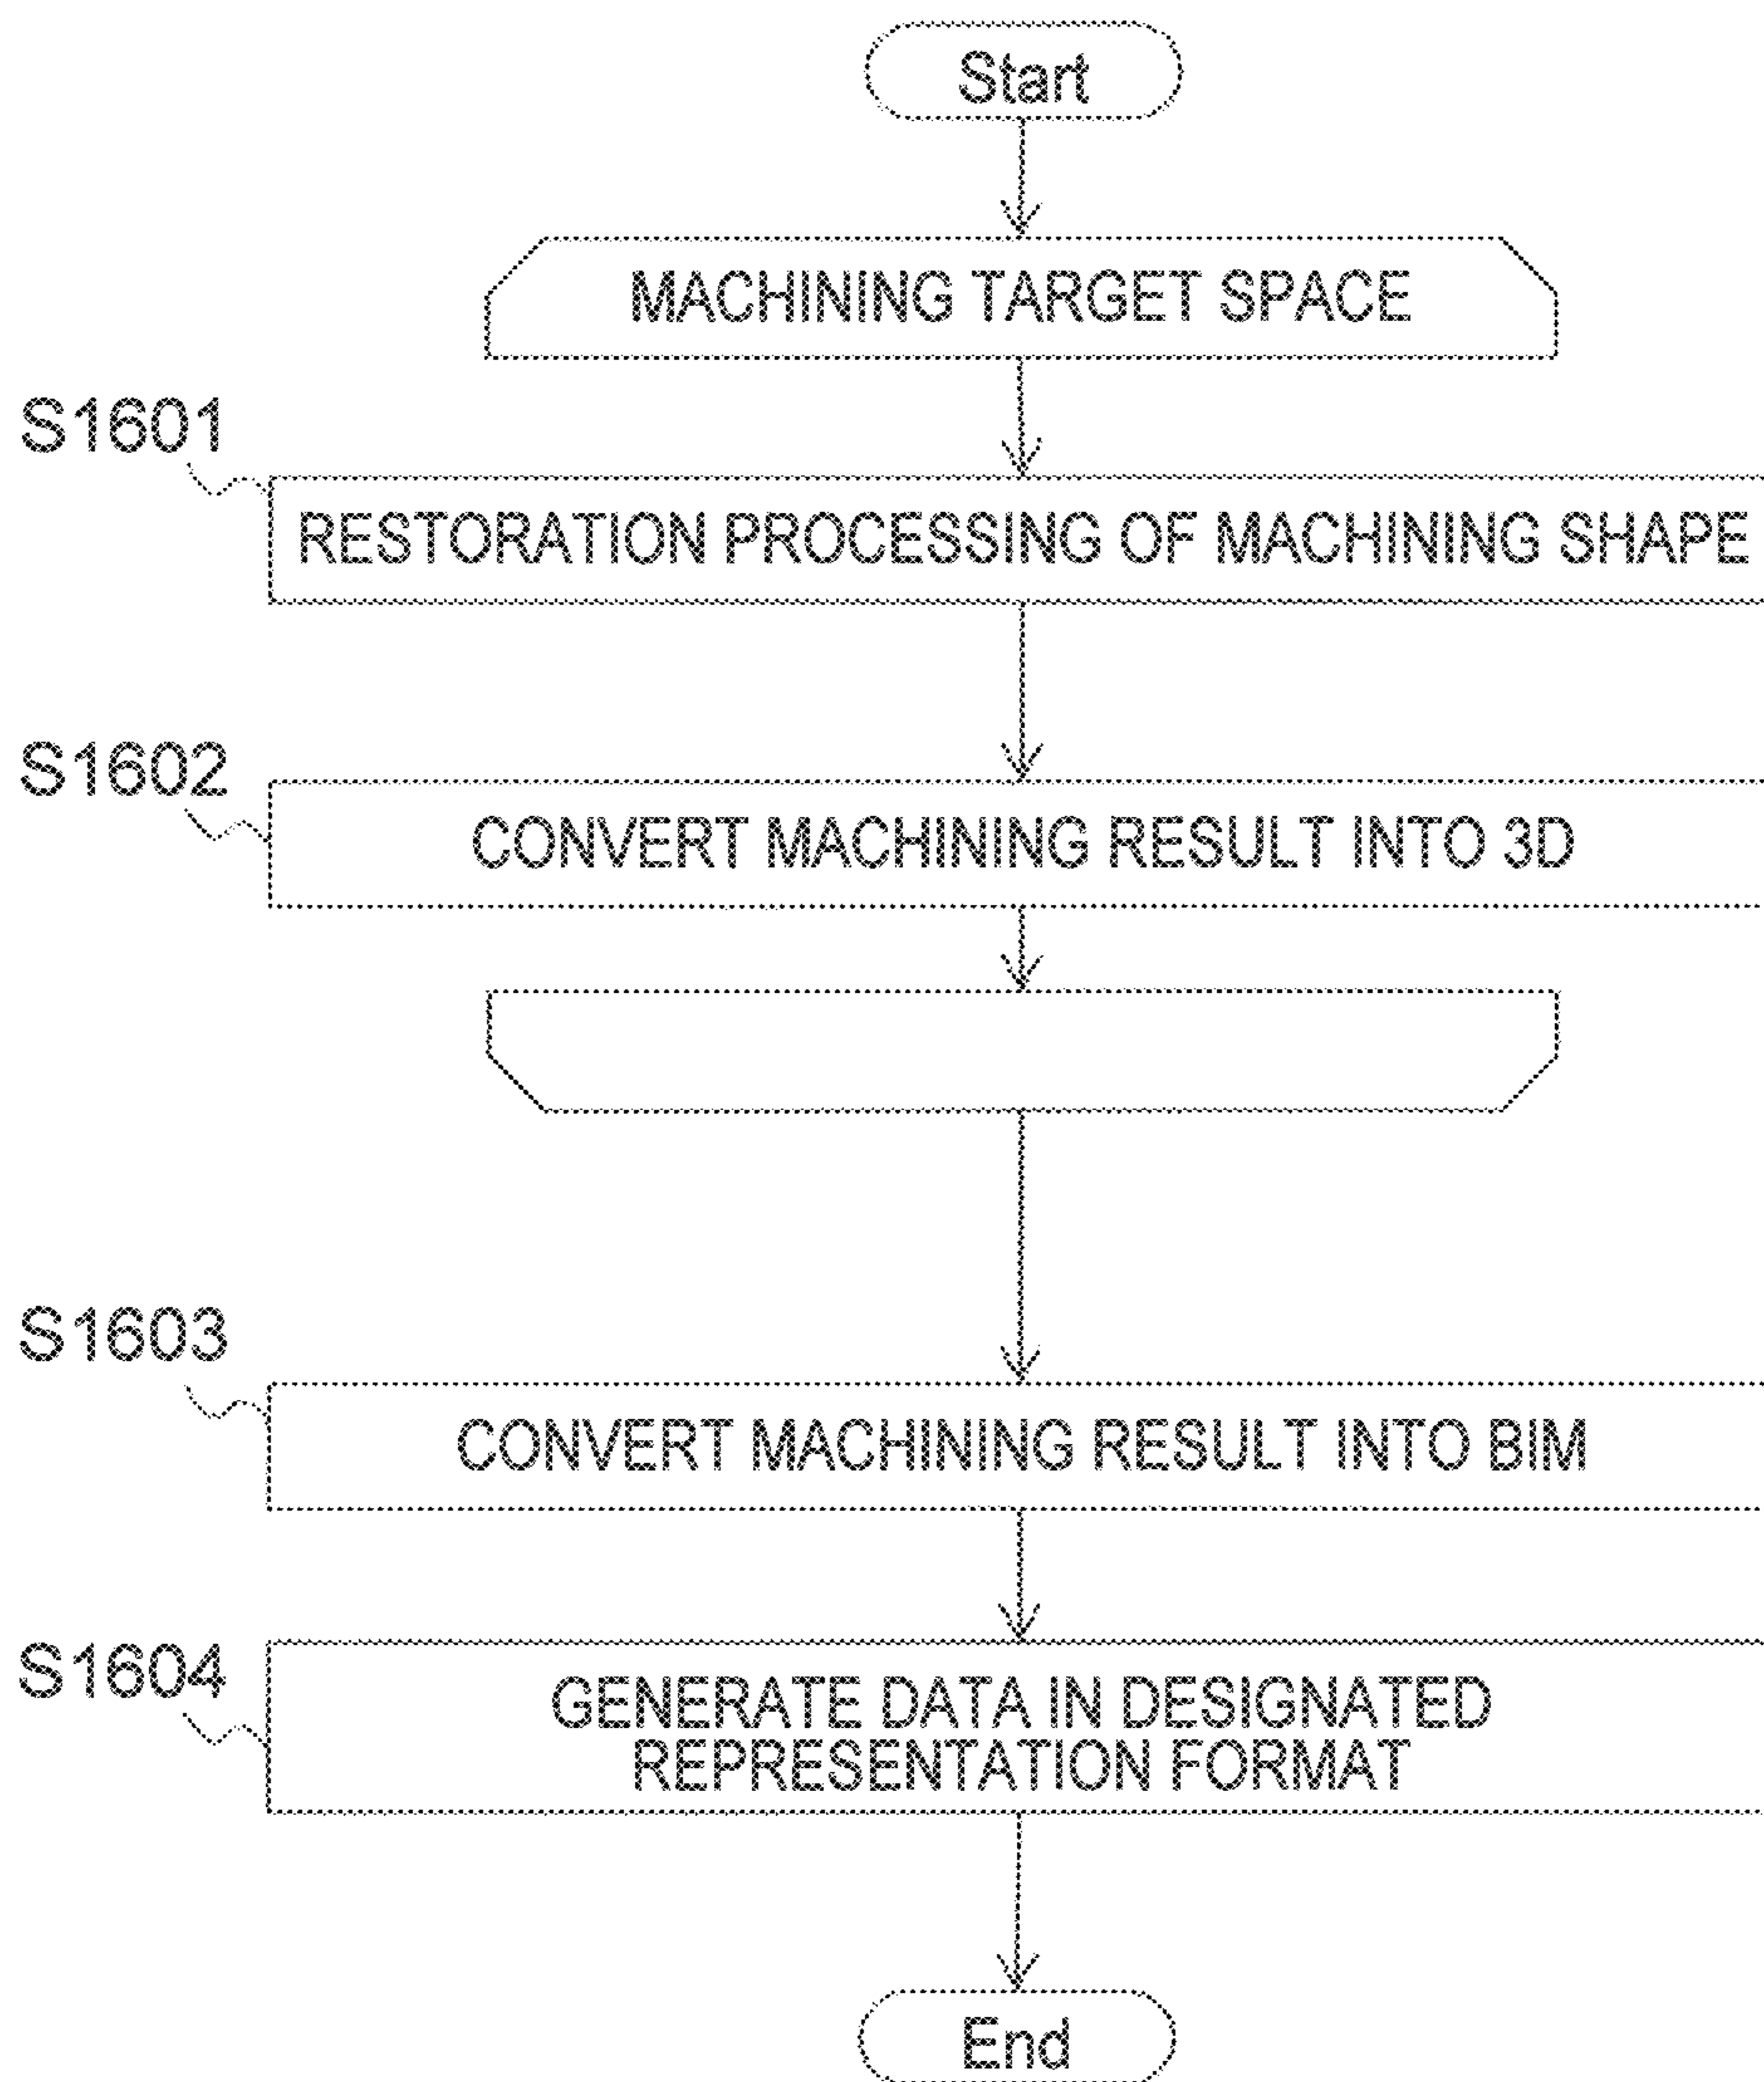 Start
MACHINING TARGET SPACE
S1601
RESTORATION PROCESSING OF MACHINING SHAPE
S1602
CONVERT MACHINING RESULT INTO 3D
S1603
CONVERT MACHINING RESULT INTO BIM
S1604
GENERATE DATA IN DESIGNATED
REPRESENTATION FORMAT
End